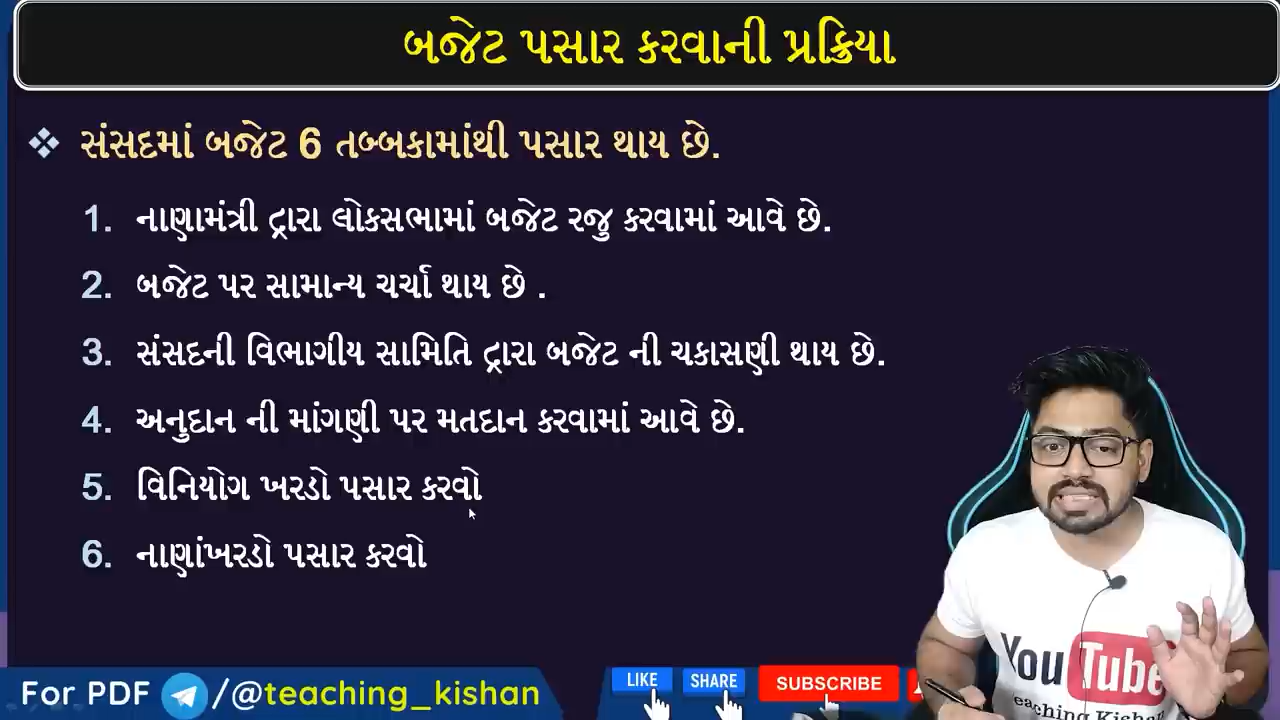 બજેટ પસાર કરવાની પ્રક્રિયા
❖ સંસદમાં બજેટ 6 તબ્બકામાંથી પસાર થાય છે.
1. નાણામંત્રી દ્રારા લોકસભામાં બજેટ રજુ કરવામાં આવે છે.
2. બજેટ પર સામાન્ય ચર્ચા થાય છે .
3. સંસદની વિભાગીય સામિતિ દ્રારા બજેટ ની ચકાસણી થાય છે.
4. અનુદાન ની માંગણી પર મતદાન કરવામાં આવે છે.
5. વિનિયોગ ખરડો પસાર કરવો
6. નાણાંખરડો પસાર કરવો
YouTube
Teaching Kishan
For PDF /@teaching_kishan
LIKE SHARE SUBSCRIBE